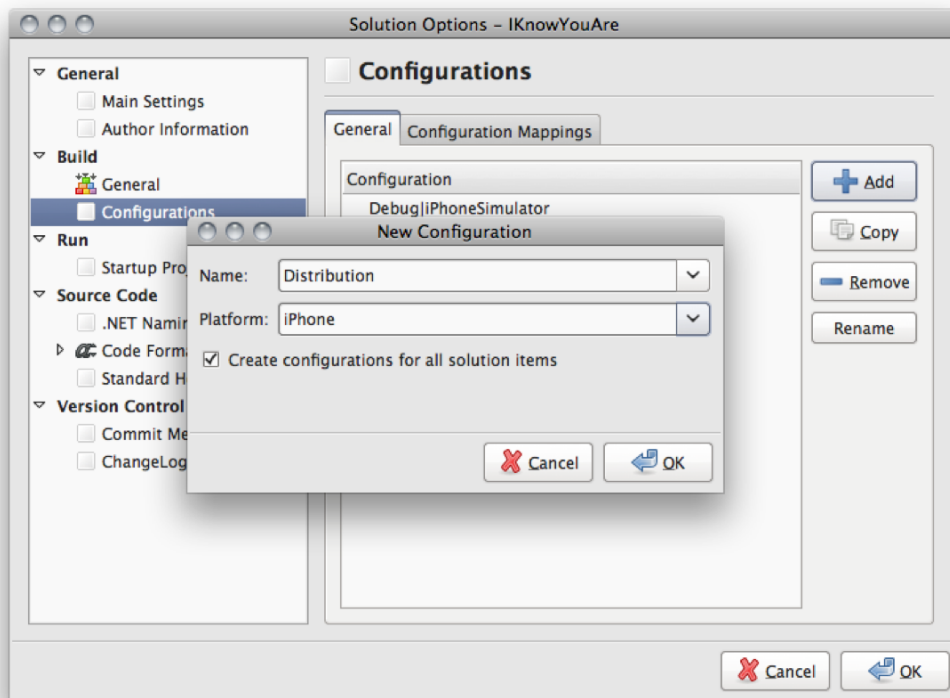 Solution Options – IKnowYouAre
General
Main Settings
Author Information
Build
General
Configurations
Run
Startup Pro
Source Code
.NET Namin
Code Forma
Standard H
Version Control
Commit Me
ChangeLog
Configurations
General
Configuration Mappings
Configuration
Debug|iPhoneSimulator
Add
Copy
Remove
Rename
New Configuration
Name: Distribution
Platform: iPhone
Create configurations for all solution items
Cancel
OK
Cancel
OK